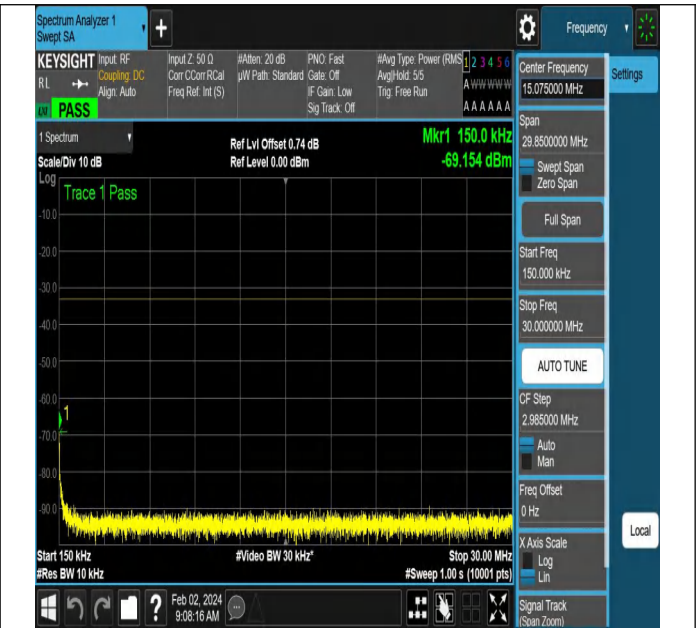 Spectrum Analyzer 1
Swept SA
+
Frequency
KEYSIGHT
Input: RF
Coupling: DC
Align: Auto
RL
PASS
Input Z: 50 Ω
Corr CCorr RCal
Freq Ref: Int (S)
#Atten: 20 dB
µW Path: Standard
PNO: Fast
Gate: Off
IF Gain: Low
Sig Track: Off
#Avg Type: Power (RMS
Avg|Hold: 5/5
Trig: Free Run
1 2 3 4 5 6
A W W W W W
A A A A A A
1 Spectrum
Scale/Div 10 dB
Ref Lvl Offset 0.74 dB
Ref Level 0.00 dBm
Mkr1 150.0 kHz
-69.154 dBm
Log
Trace 1 Pass
-10.0
-20.0
-30.0
-40.0
-50.0
-60.0
1
-70.0
-80.0
-90.0
Start 150 kHz
#Video BW 30 kHz*
Stop 30.00 MHz
#Res BW 10 kHz
#Sweep 1.00 s (10001 pts)
Feb 02, 2024
9:08:16 AM
?
Center Frequency
15.075000 MHz
Settings
Span
29.8500000 MHz
Swept Span
Zero Span
Full Span
Start Freq
150.000 kHz
Stop Freq
30.000000 MHz
AUTO TUNE
CF Step
2.985000 MHz
Auto
Man
Freq Offset
0 Hz
X Axis Scale
Log
Lin
Local
Signal Track
(Span Zoom)